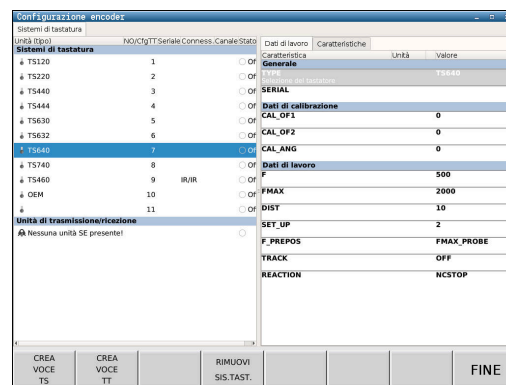 Configurazione encoder
Sistemi di tastatura
Unità (tipo) NO/CfgTT Seriale Conness. Canale Stato
Sistemi di tastatura
TS120 1 Of
TS220 2 Of
TS440 3 Of
TS444 4 Of
TS630 5 Of
TS632 6 Of
TS640 7 Of
TS740 8 Of
TS460 9 IR/IR Of
OEM 10 Of
11 Of
Unità di trasmissione/ricezione
Nessuna unità SE presente!
Dati di lavoro Caratteristiche
Caratteristica Unità Valore
Generale
TYPE TS640
Selezione del tastatore
SERIAL
Dati di calibrazione
CAL_OF1 0
CAL_OF2 0
CAL_ANG 0
Dati di lavoro
F 500
FMAX 2000
DIST 10
SET_UP 2
F_PREPOS FMAX_PROBE
TRACK OFF
REACTION NCSTOP
CREA VOCE TS
CREA VOCE TT
RIMUOVI SIS.TAST.
FINE